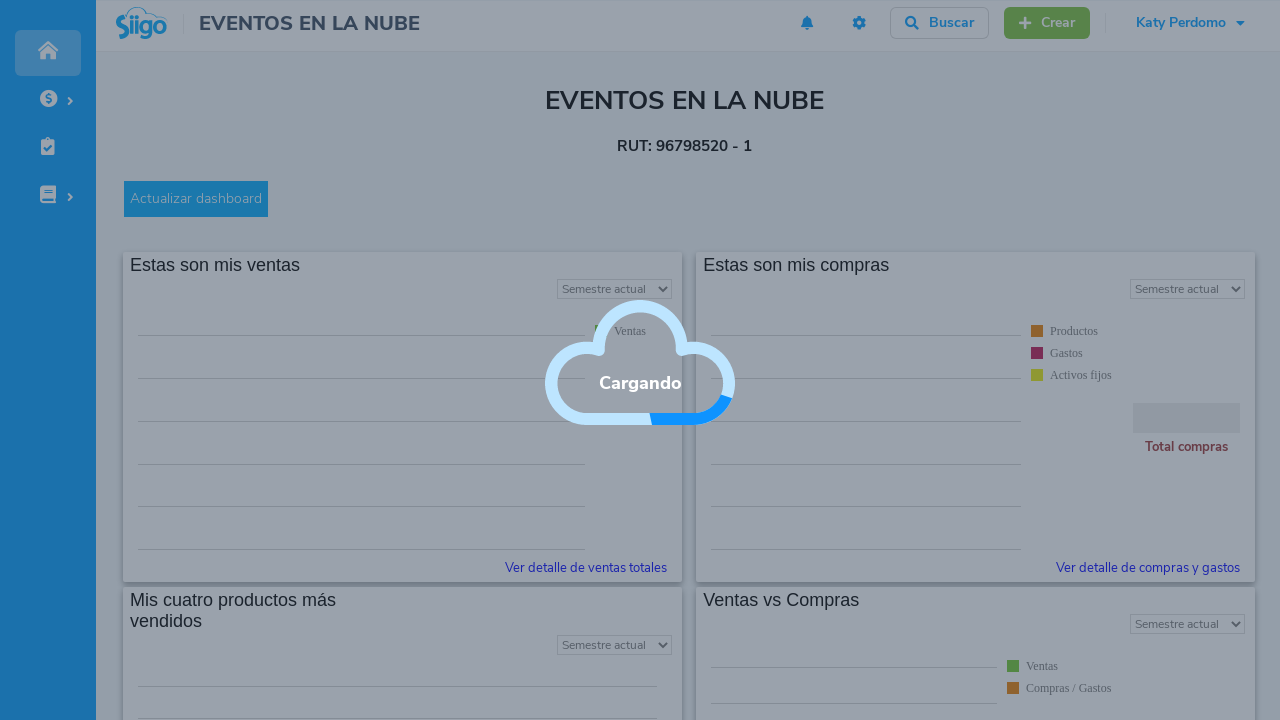 Siigo
EVENTOS EN LA NUBE
Buscar
Crear
Katy Perdomo
EVENTOS EN LA NUBE
RUT: 96798520 - 1
Actualizar dashboard
Estas son mis ventas
Semestre actual
Ventas
Ver detalle de ventas totales
Estas son mis compras
Semestre actual
Productos
Gastos
Activos fijos
Total compras
Ver detalle de compras y gastos
Cargando
Mis cuatro productos más
vendidos
Semestre actual
Ventas vs Compras
Semestre actual
Ventas
Compras / Gastos